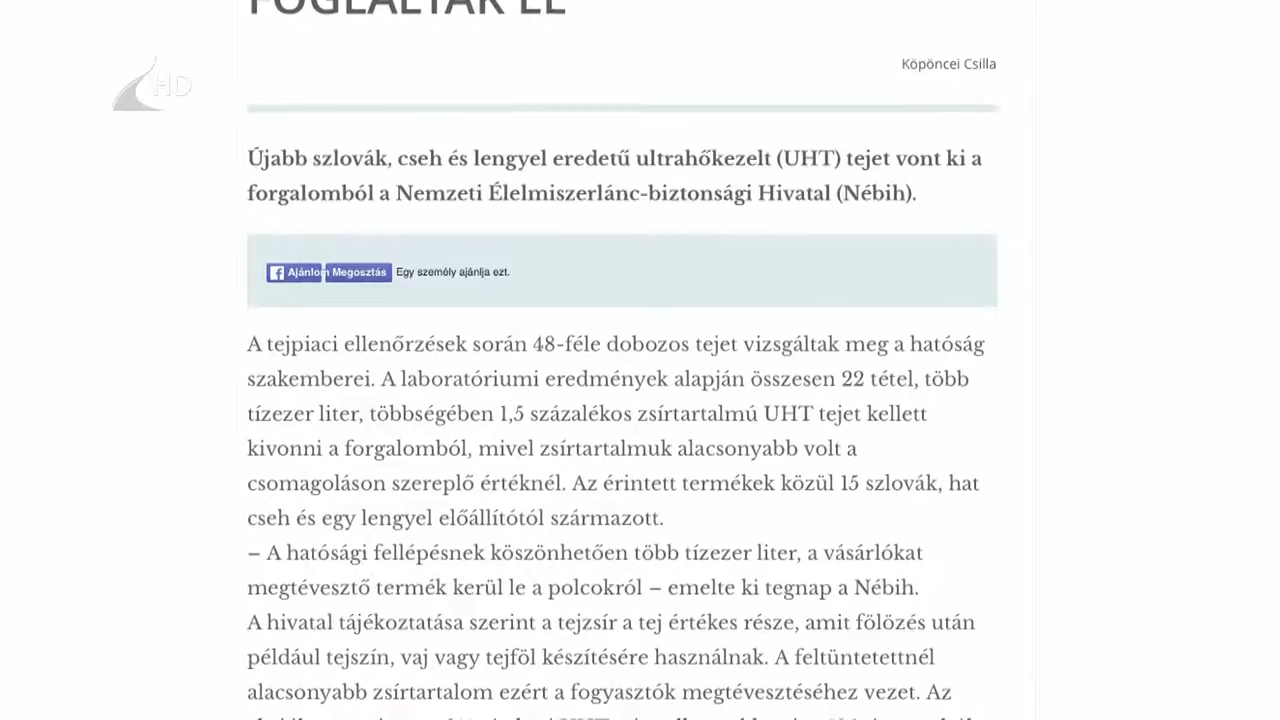 FOGLALTAK LE
Köpöncei Csilla
HD
Újabb szlovák, cseh és lengyel eredetű ultrahőkezelt (UHT) tejet vont ki a
forgalomból a Nemzeti Élelmiszerlánc-biztonsági Hivatal (Nébih).
Ajánlom Megosztás Egy személy ajánlja ezt.
A tejpiaci ellenőrzések során 48-féle dobozos tejet vizsgáltak meg a hatóság
szakemberei. A laboratóriumi eredmények alapján összesen 22 tétel, több
tízezer liter, többségében 1,5 százalékos zsírtartalmú UHT tejet kellett
kivonni a forgalomból, mivel zsírtartalmuk alacsonyabb volt a
csomagoláson szereplő értéknél. Az érintett termékek közül 15 szlovák, hat
cseh és egy lengyel előállítótól származott.
– A hatósági fellépésnek köszönhetően több tízezer liter, a vásárlókat
megtévesztő termék kerül le a polcokról – emelte ki tegnap a Nébih.
A hivatal tájékoztatása szerint a tejzsír a tej értékes része, amit fölözés után
például tejszín, vaj vagy tejföl készítésére használnak. A feltüntetettnél
alacsonyabb zsírtartalom ezért a fogyasztók megtévesztéséhez vezet. Az